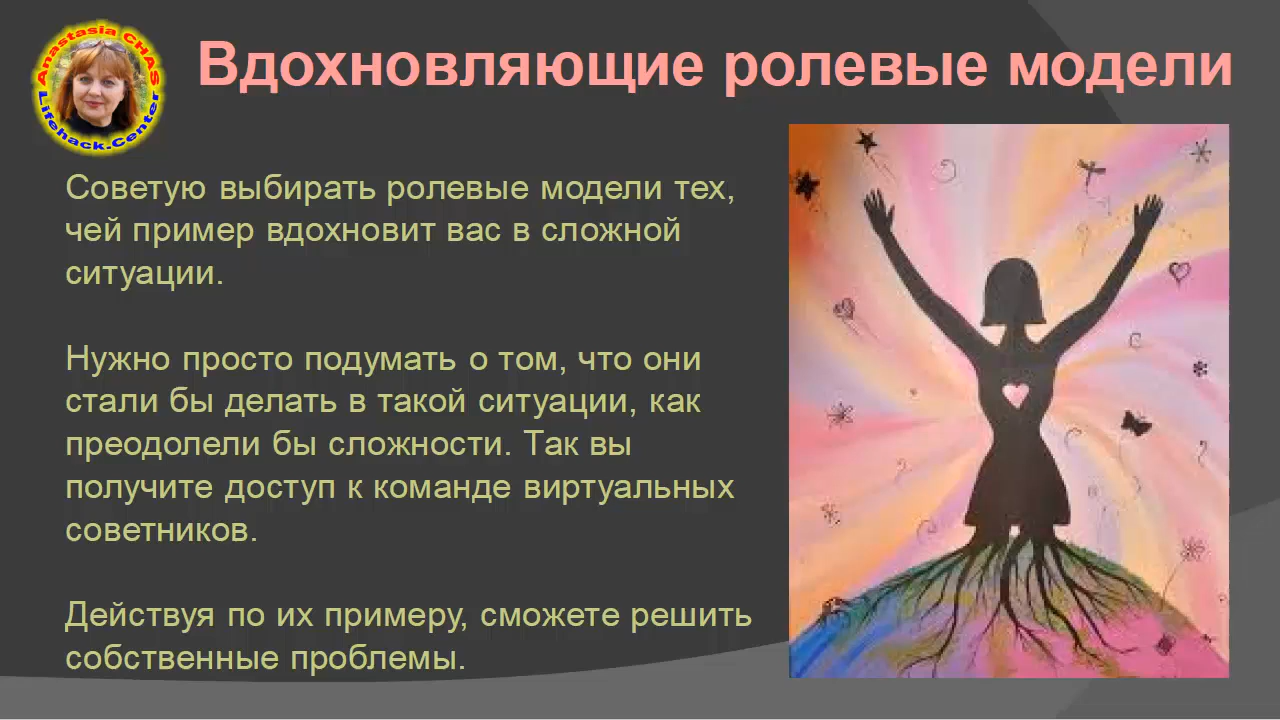 Anastasia CHAS
Lifehack.Center
Вдохновляющие ролевые модели
Советую выбирать ролевые модели тех,
чей пример вдохновит вас в сложной
ситуации.
Нужно просто подумать о том, что они
стали бы делать в такой ситуации, как
преодолели бы сложности. Так вы
получите доступ к команде виртуальных
советников.
Действуя по их примеру, сможете решить
собственные проблемы.